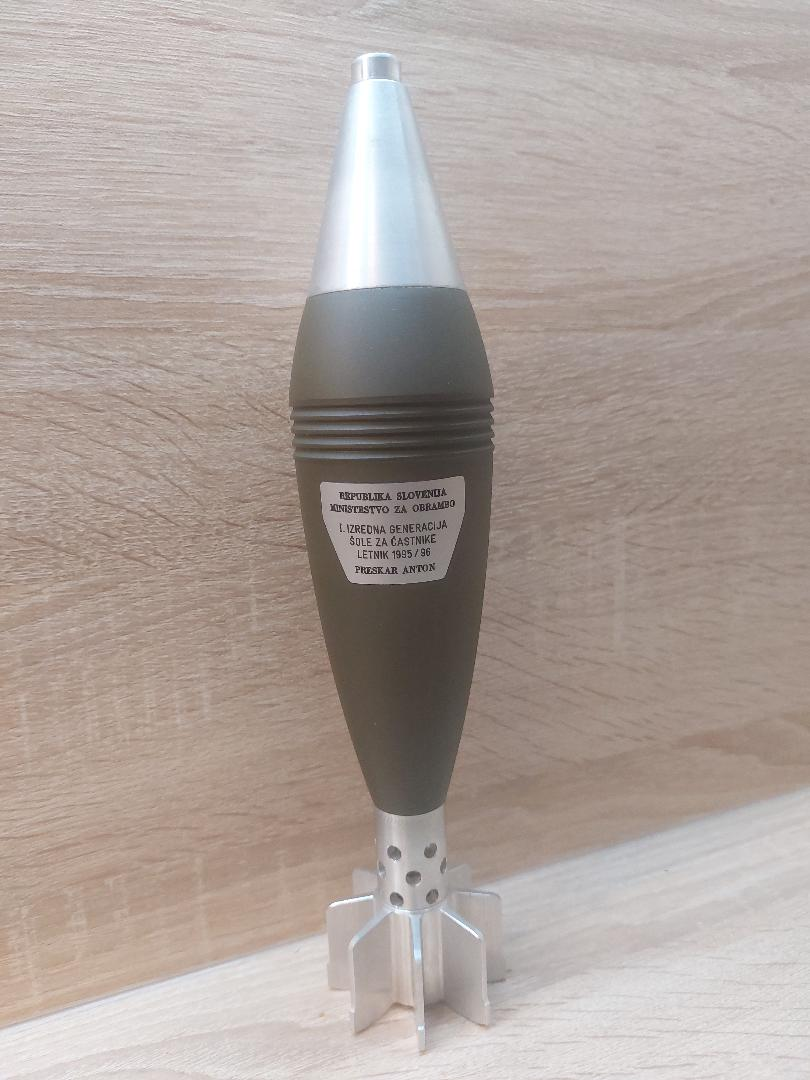 REPUBLIKA SLOVENIJA
MINISTRSTVO ZA OBRAMBO
I. IZREDNA GENERACIJA
ŠOLE ZA ČASTNIKE
LETNIK 1995 / 96
PRESKAR ANTON